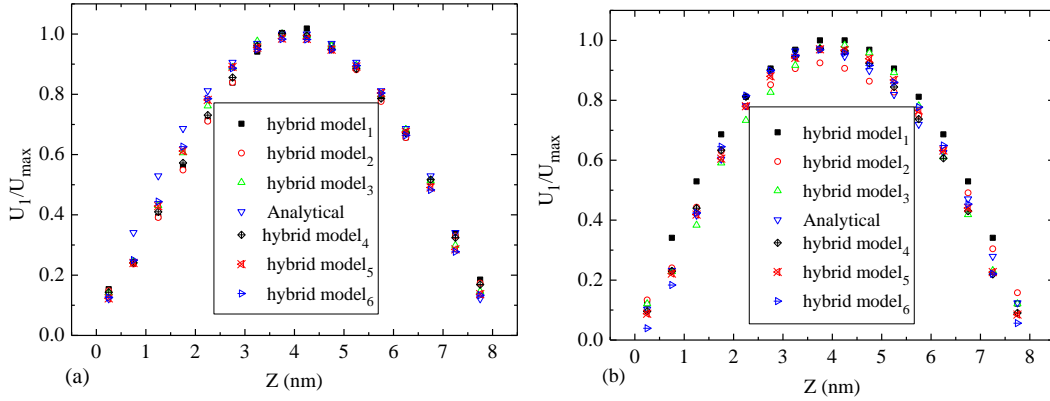 U1/Umax
1.0
0.8
0.6
0.4
0.2
0.0
hybrid model1
hybrid model2
hybrid model3
Analytical
hybrid model4
hybrid model5
hybrid model6
0 1 2 3 4 5 6 7 8
(a)
Z (nm)
U1/Umax
1.0
0.8
0.6
0.4
0.2
0.0
hybrid model1
hybrid model2
hybrid model3
Analytical
hybrid model4
hybrid model5
hybrid model6
0 1 2 3 4 5 6 7 8
(b)
Z (nm)